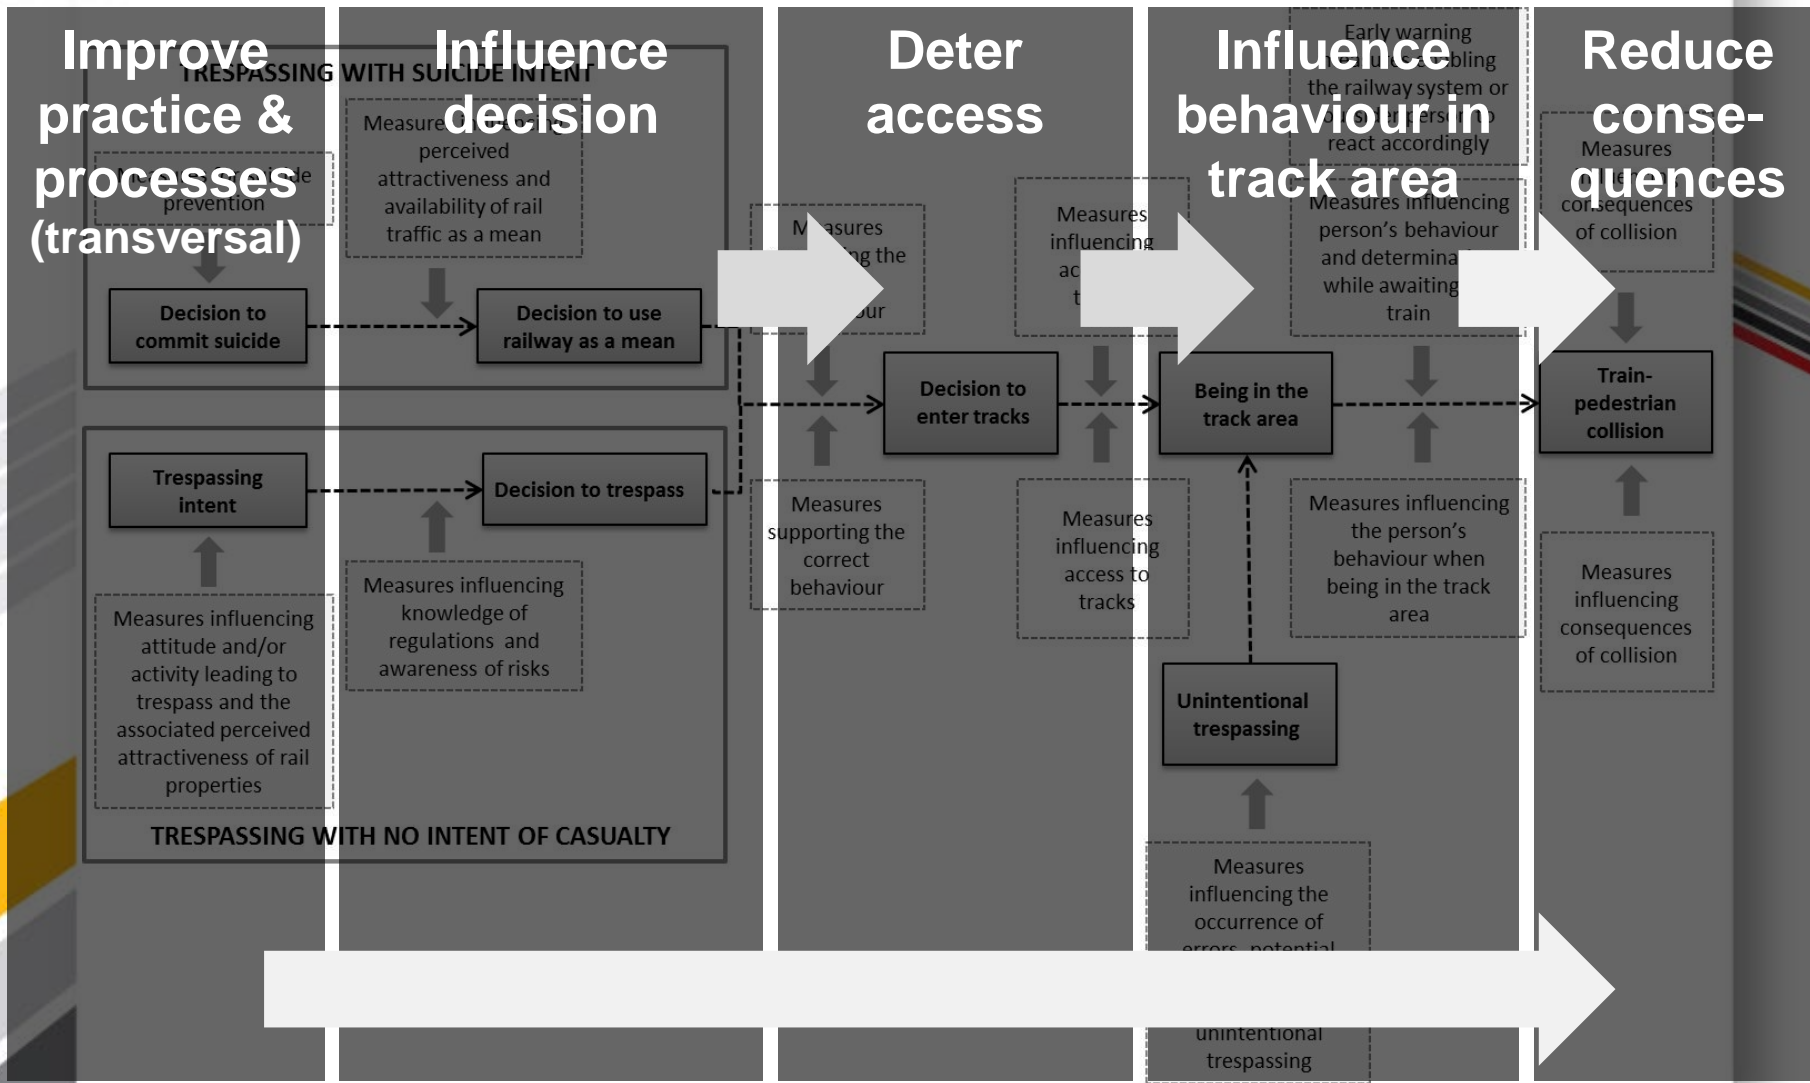 Improve
practice &
processes
(transversal)
Influence
decision
Deter
access
Influence
behaviour in
track area
Reduce
conse-
quences
TRESPASSING WITH SUICIDE INTENT
prevention
Measures influencing
perceived
attractiveness and
availability of rail
traffic as a mean
Decision to
commit suicide
Decision to use
railway as a mean
Measures
the
Measures
influencing
Early warning
the railway system or
react accordingly
Measures influencing
person's behaviour
and
while awaiting
train
Measures
consequences
of collision
Decision to
enter tracks
Being in the
track area
Train-
pedestrian
collision
Trespassing
intent
Decision to trespass
Measures influencing
attitude and/or
activity leading to
trespass and the
associated perceived
attractiveness of rail
properties
Measures influencing
knowledge of
regulations and
awareness of risks
Measures
supporting the
correct
behaviour
Measures
influencing
access to
tracks
Measures influencing
the person's
behaviour when
being in the track
area
Measures
influencing
consequences
of collision
Unintentional
trespassing
TRESPASSING WITH NO INTENT OF CASUALTY
Measures
influencing the
occurrence of
errors, potential
unintentional
trespassing